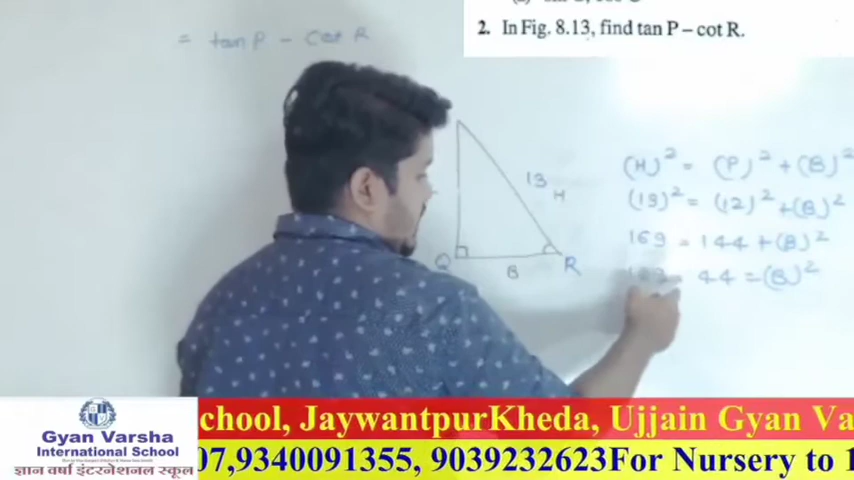 2. In Fig. 8.13, find tan P – cot R.
= tan P - cot R
13
H
Q
B
R
(H)² = (P)² + (B)²
(13)² = (12)² + (B)²
169 = 144 + (B)²
44 = (B)²
Gyan Varsha
International School
ज्ञान वर्षा इंटरनेशनल स्कूल
chool, JaywantpurKheda, Ujjain Gyan Va
07,9340091355, 9039232623For Nursery to 1